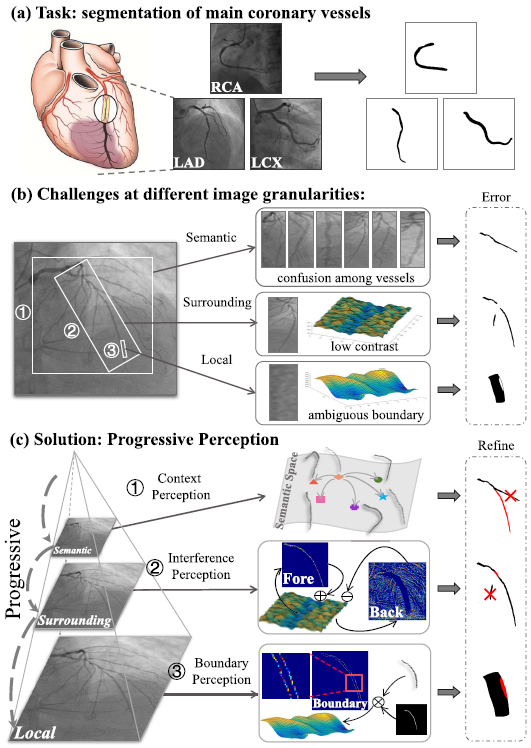 (a) Task: segmentation of main coronary vessels
RCA
LAD
LCX
(b) Challenges at different image granularities:
Error
Semantic
confusion among vessels
①
②
③
Surrounding
low contrast
Local
ambiguous boundary
(c) Solution: Progressive Perception
Refine
Progressive
① Context
Perception
Semantic Space
Semantic
② Interference
Perception
Fore
Back
Surrounding
③ Boundary
Perception
Boundary
Local